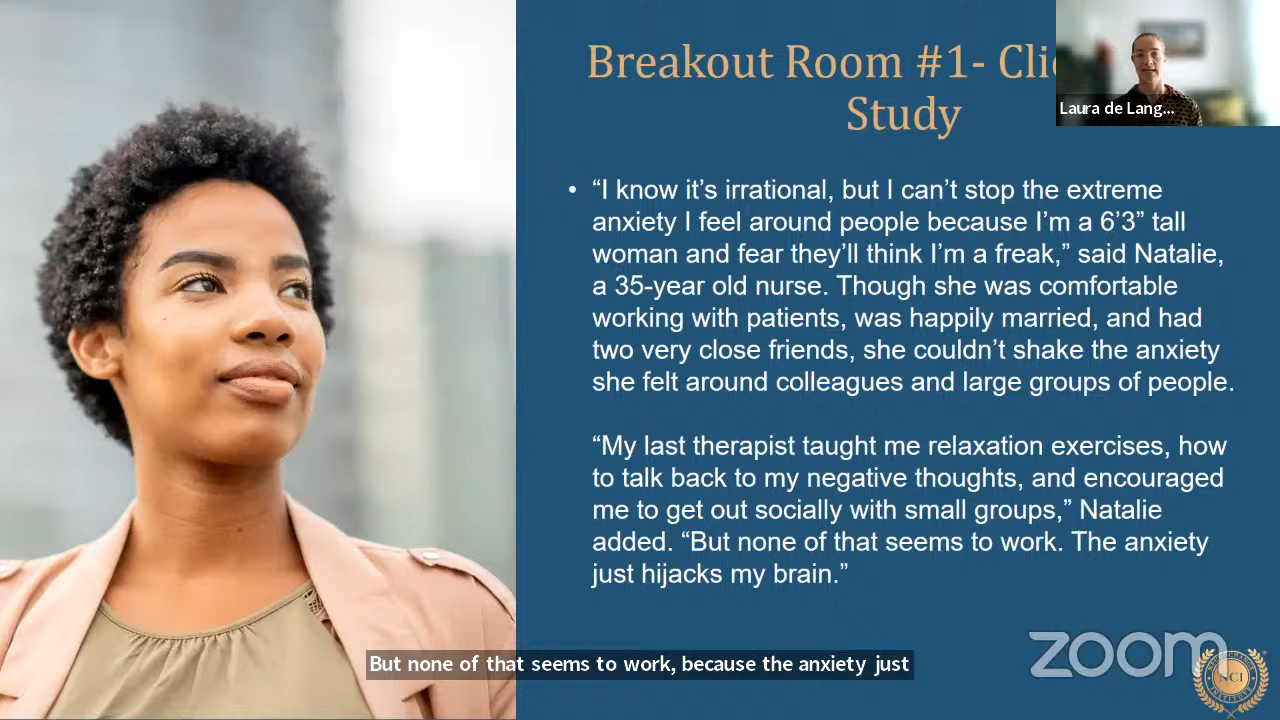 Breakout Room #1- Clie
Study
Laura de Lang...
• “I know it’s irrational, but I can’t stop the extreme
anxiety I feel around people because I’m a 6’3” tall
woman and fear they’ll think I’m a freak,” said Natalie,
a 35-year old nurse. Though she was comfortable
working with patients, was happily married, and had
two very close friends, she couldn’t shake the anxiety
she felt around colleagues and large groups of people.
“My last therapist taught me relaxation exercises, how
to talk back to my negative thoughts, and encouraged
me to get out socially with small groups,” Natalie
added. “But none of that seems to work. The anxiety
just hijacks my brain.”
But none of that seems to work, because the anxiety just
zoom
NCI